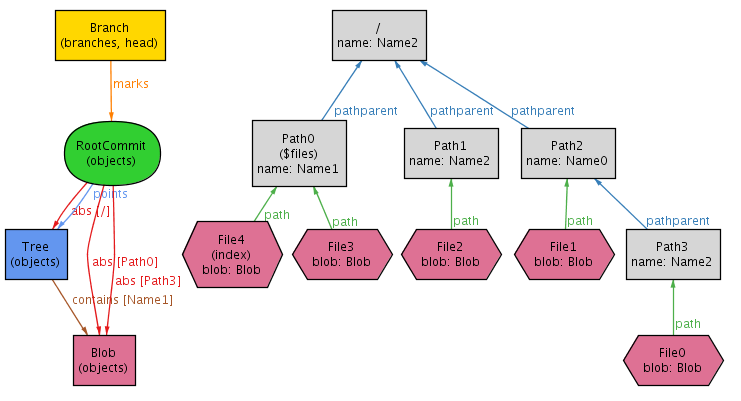 Branch
(branches, head)
/
name: Name2
marks
pathparent
pathparent
pathparent
RootCommit
(objects)
Path0
($files)
name: Name1
Path1
name: Name2
Path2
name: Name0
points
abs [/]
path
path
path
path
pathparent
Tree
(objects)
abs [Path0]
abs [Path3]
File4
(index)
blob: Blob
File3
blob: Blob
File2
blob: Blob
File1
blob: Blob
Path3
name: Name2
contains [Name1]
path
Blob
(objects)
File0
blob: Blob